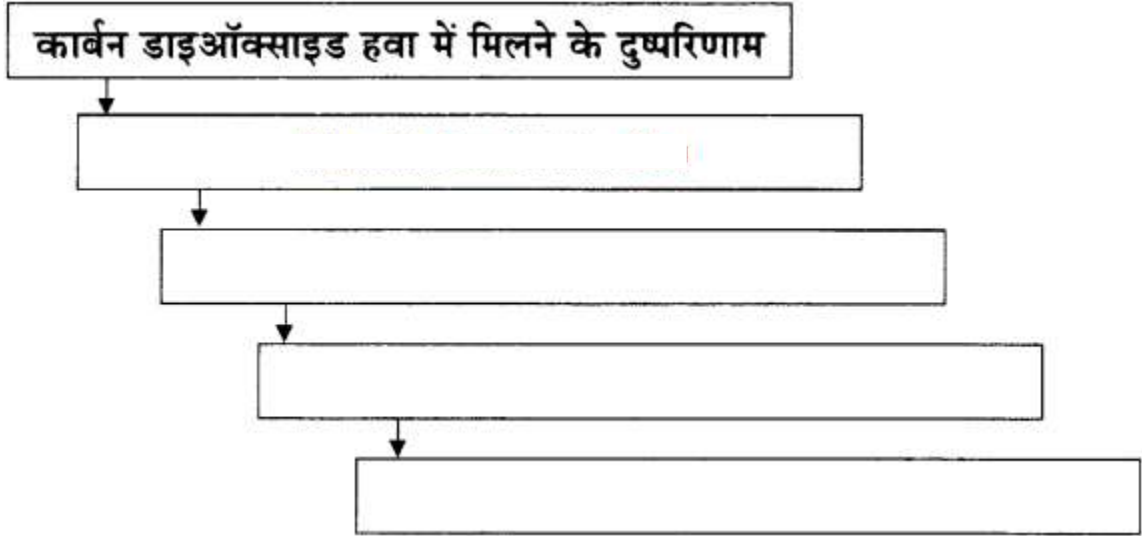 कार्बन डाइऑक्साइड हवा में मिलने के दुष्परिणाम